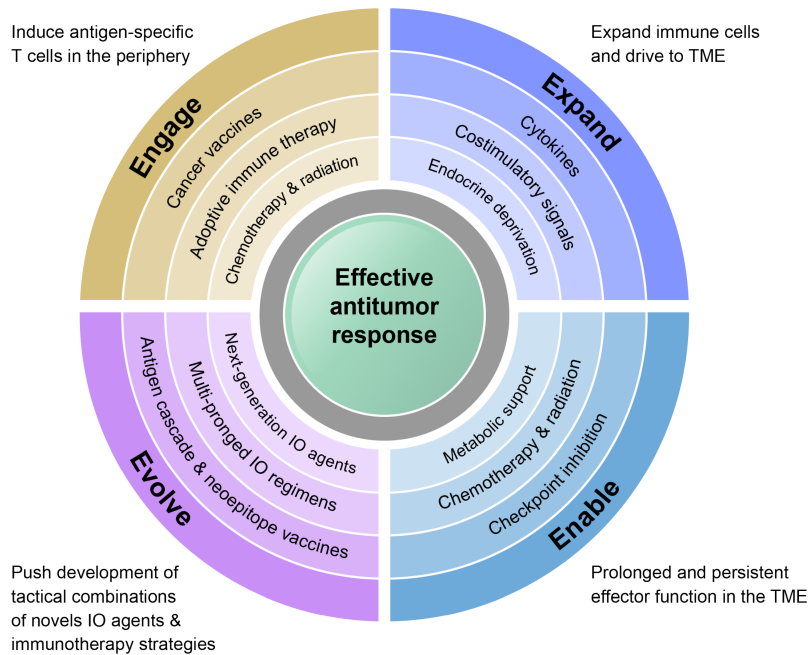 Induce antigen-specific
T cells in the periphery
Engage
Cancer vaccines
Adoptive immune therapy
Chemotherapy & radiation
Expand immune cells
and drive to TME
Expand
Cytokines
Costimulatory signals
Endocrine deprivation
Effective
antitumor
response
Next-generation IO agents
Multi-pronged IO regimens
Antigen cascade & neoepitope vaccines
Evolve
Push development of
tactical combinations
of novels IO agents &
immunotherapy strategies
Metabolic support
Chemotherapy & radiation
Checkpoint inhibition
Enable
Prolonged and persistent
effector function in the TME